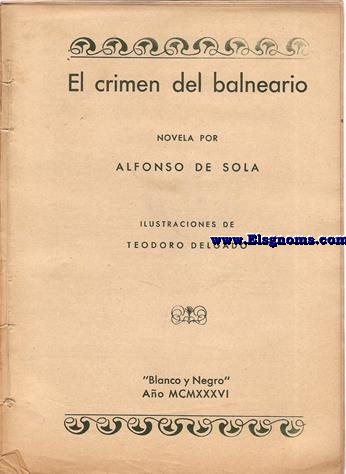 El crimen del balneario
NOVELA POR
ALFONSO DE SOLA
ILUSTRACIONES DE
www.Elsgnoms.com
TEODORO DELGADO
"Blanco y Negro"
Año MCMXXXVI